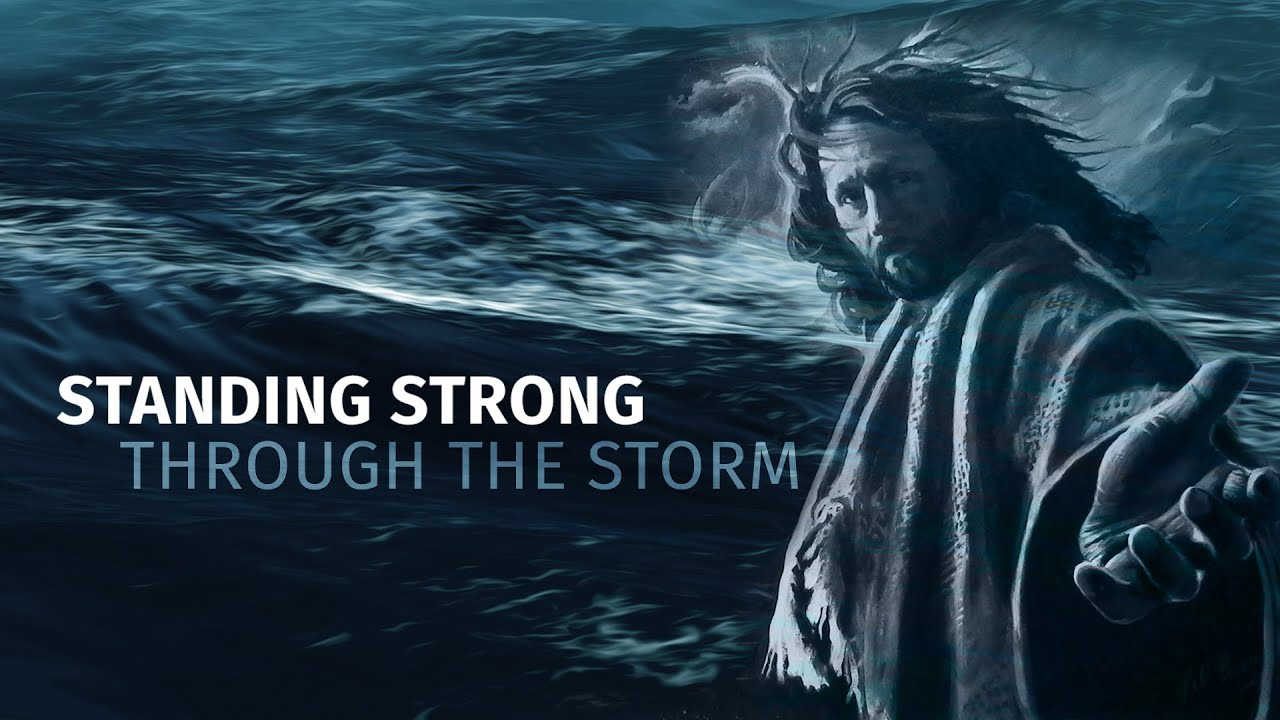 STANDING STRONG
THROUGH THE STORM